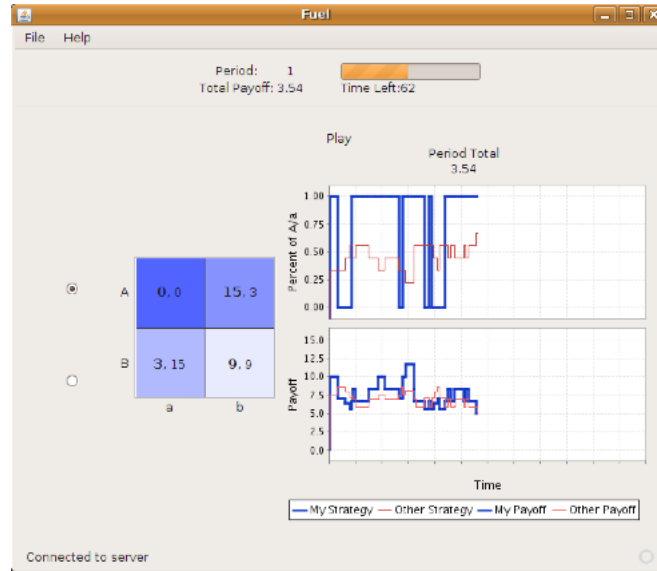 Fuel
File Help
Period: 1
Total Payoff: 3.54 Time Left:62
Play
Period Total
3.54
Percent of A/a
1.00
0.75
0.50
0.25
0.00
A 0, 0 15, 3
B 3, 15 9, 9
a b
Payoff
15.0
12.5
10.0
7.5
5.0
2.5
0.0
Time
My Strategy Other Strategy My Payoff Other Payoff
Connected to server